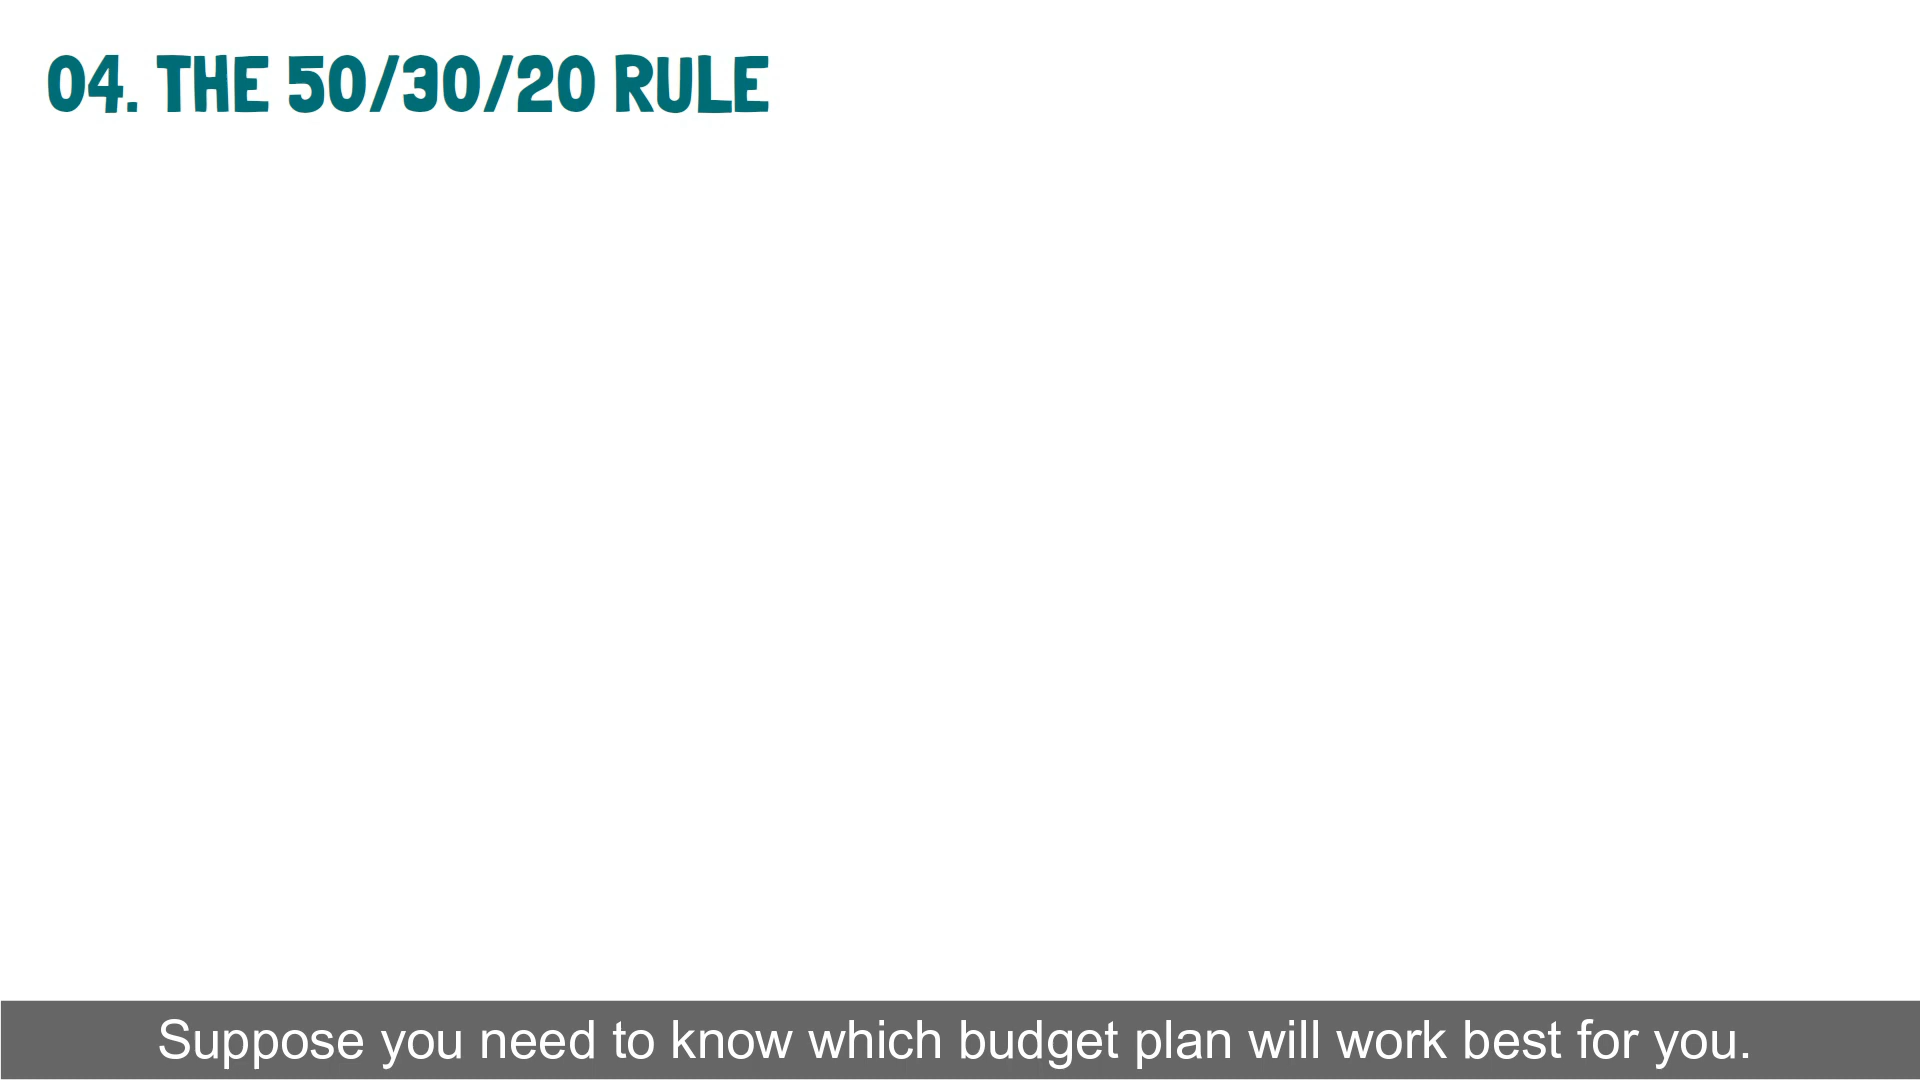 04. THE 50/30/20 RULE
Suppose you need to know which budget plan will work best for you.